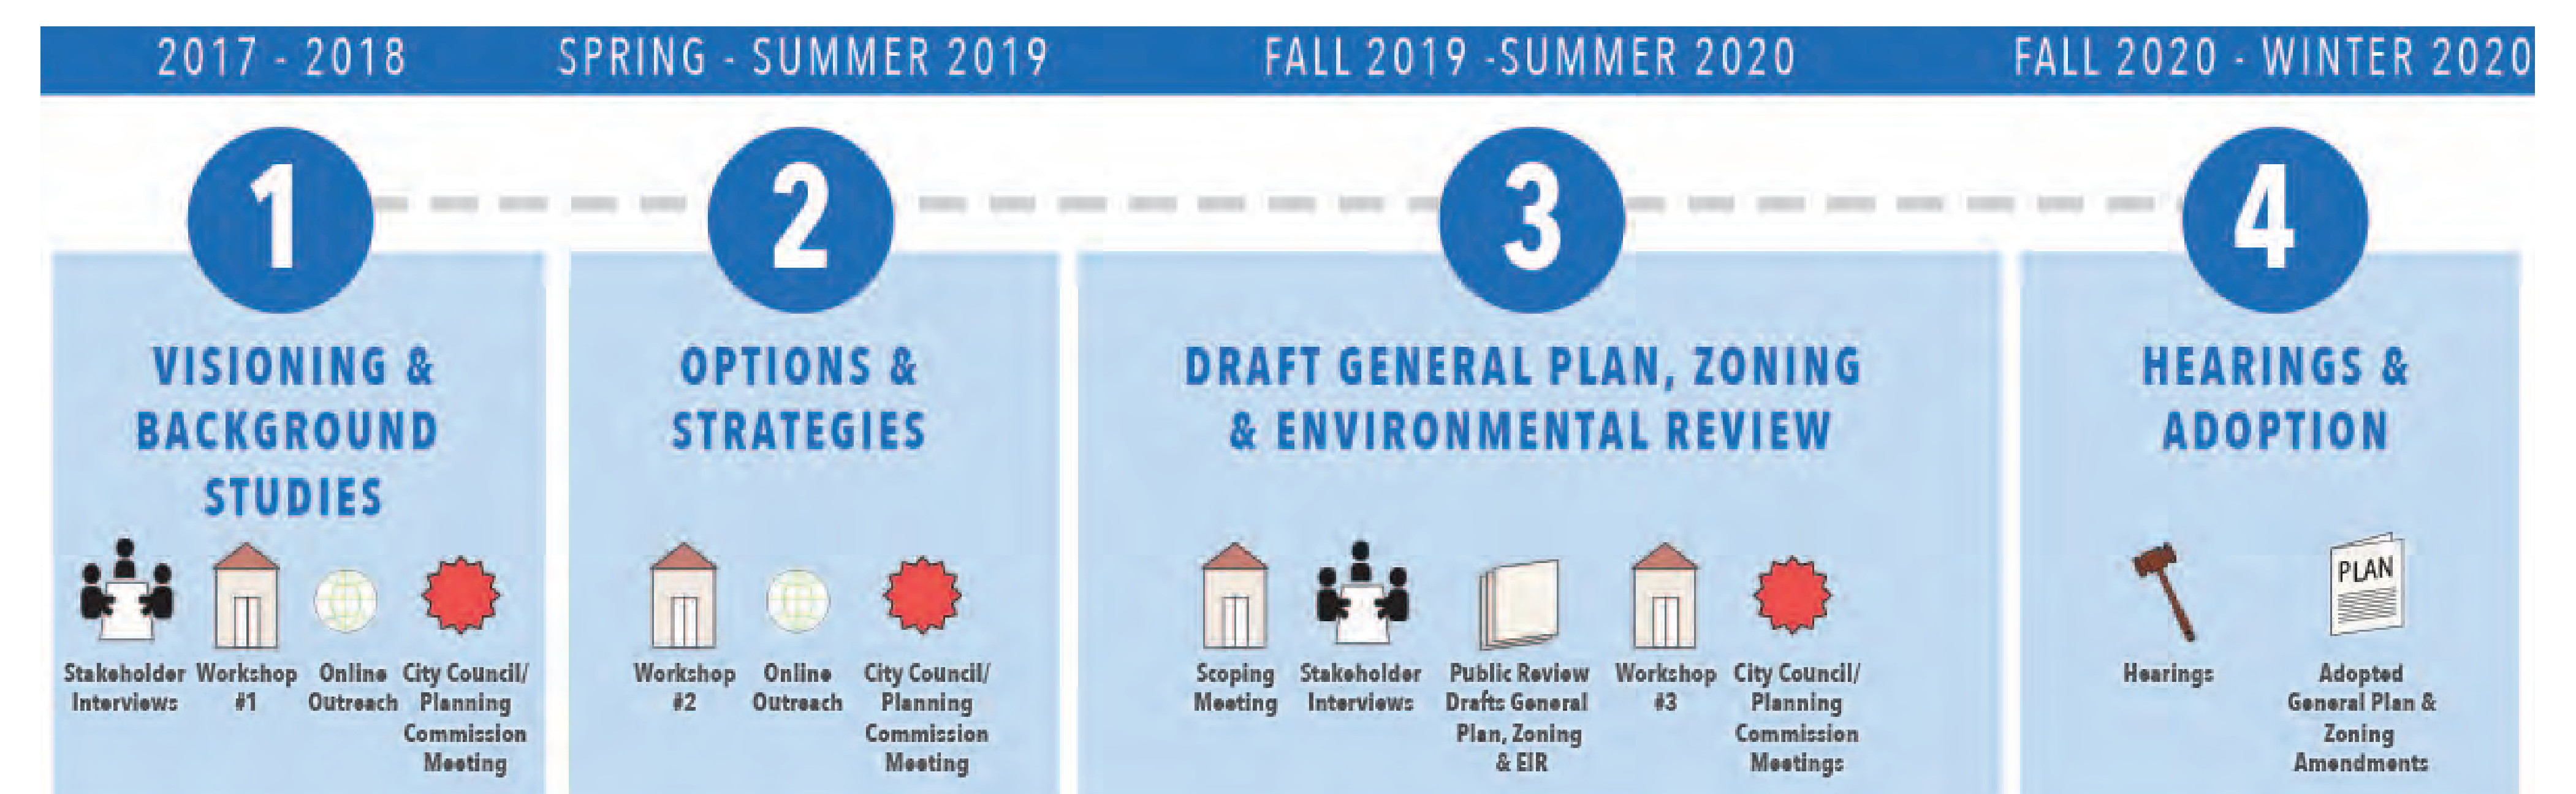 2017 - 2018
SPRING - SUMMER 2019
FALL 2019 -SUMMER 2020
FALL 2020 - WINTER 2020
1
2
3
4
VISIONING &
BACKGROUND
STUDIES
Stakeholder
Interviews
Workshop
#1
Online
Outreach
City Council/
Planning
Commission
Meeting
OPTIONS &
STRATEGIES
Workshop
#2
Online
Outreach
City Council/
Planning
Commission
Meeting
DRAFT GENERAL PLAN, ZONING
& ENVIRONMENTAL REVIEW
Scoping
Meeting
Stakeholder
Interviews
Public Review
Drafts General
Plan, Zoning
& EIR
Workshop
#3
City Council/
Planning
Commission
Meetings
HEARINGS &
ADOPTION
Hearings
PLAN
Adopted
General Plan &
Zoning
Amendments